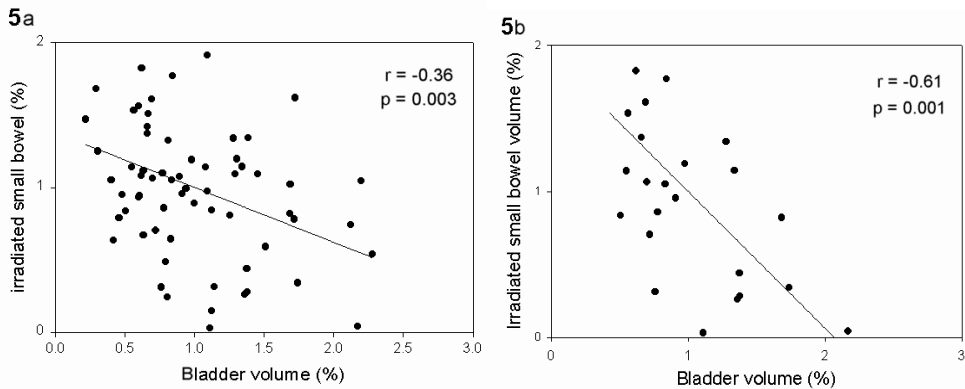 5a
irradiated small bowel (%)
2
1
0
r = -0.36
p = 0.003
0.0 0.5 1.0 1.5 2.0 2.5 3.0
Bladder volume (%)
5b
Irradiated small bowel volume (%)
2
1
0
r = -0.61
p = 0.001
0 1 2 3
Bladder volume (%)